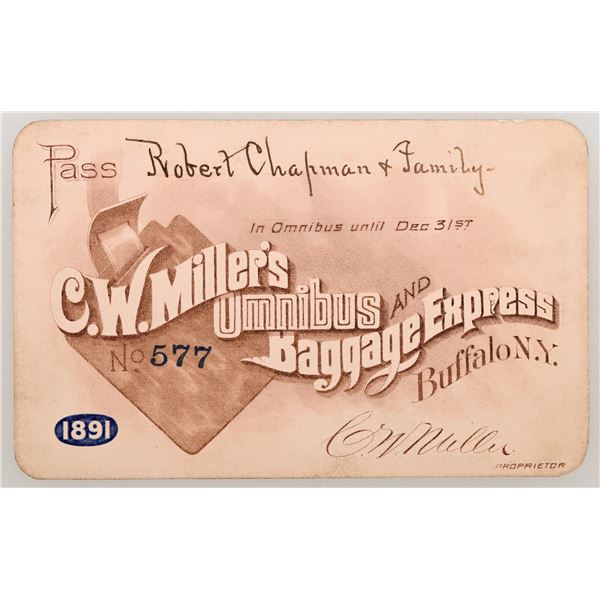 Pass Robert Chapman & Family-
In Omnibus until Dec. 31ST
C.W. Miller's
Omnibus AND
Baggage Express
Buffalo N.Y.
No 577
1891
C.W. Miller.
PROPRIETOR